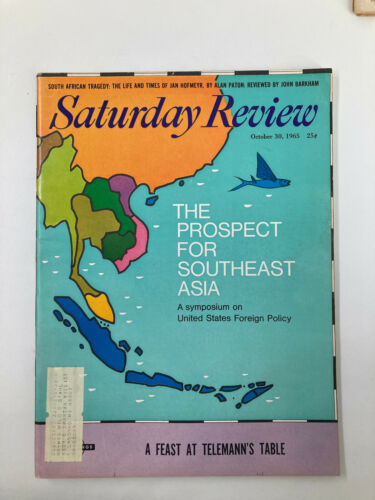 SOUTH AFRICAN TRAGEDY: THE LIFE AND TIMES OF JAN HOFMEYR, BY ALAN PATON; REVIEWED BY JOHN BARKHAM
Saturday Review
October 30, 1965 25¢
THE
PROSPECT
FOR
SOUTHEAST
ASIA
A symposium on
United States Foreign Policy
A FEAST AT TELEMANN'S TABLE